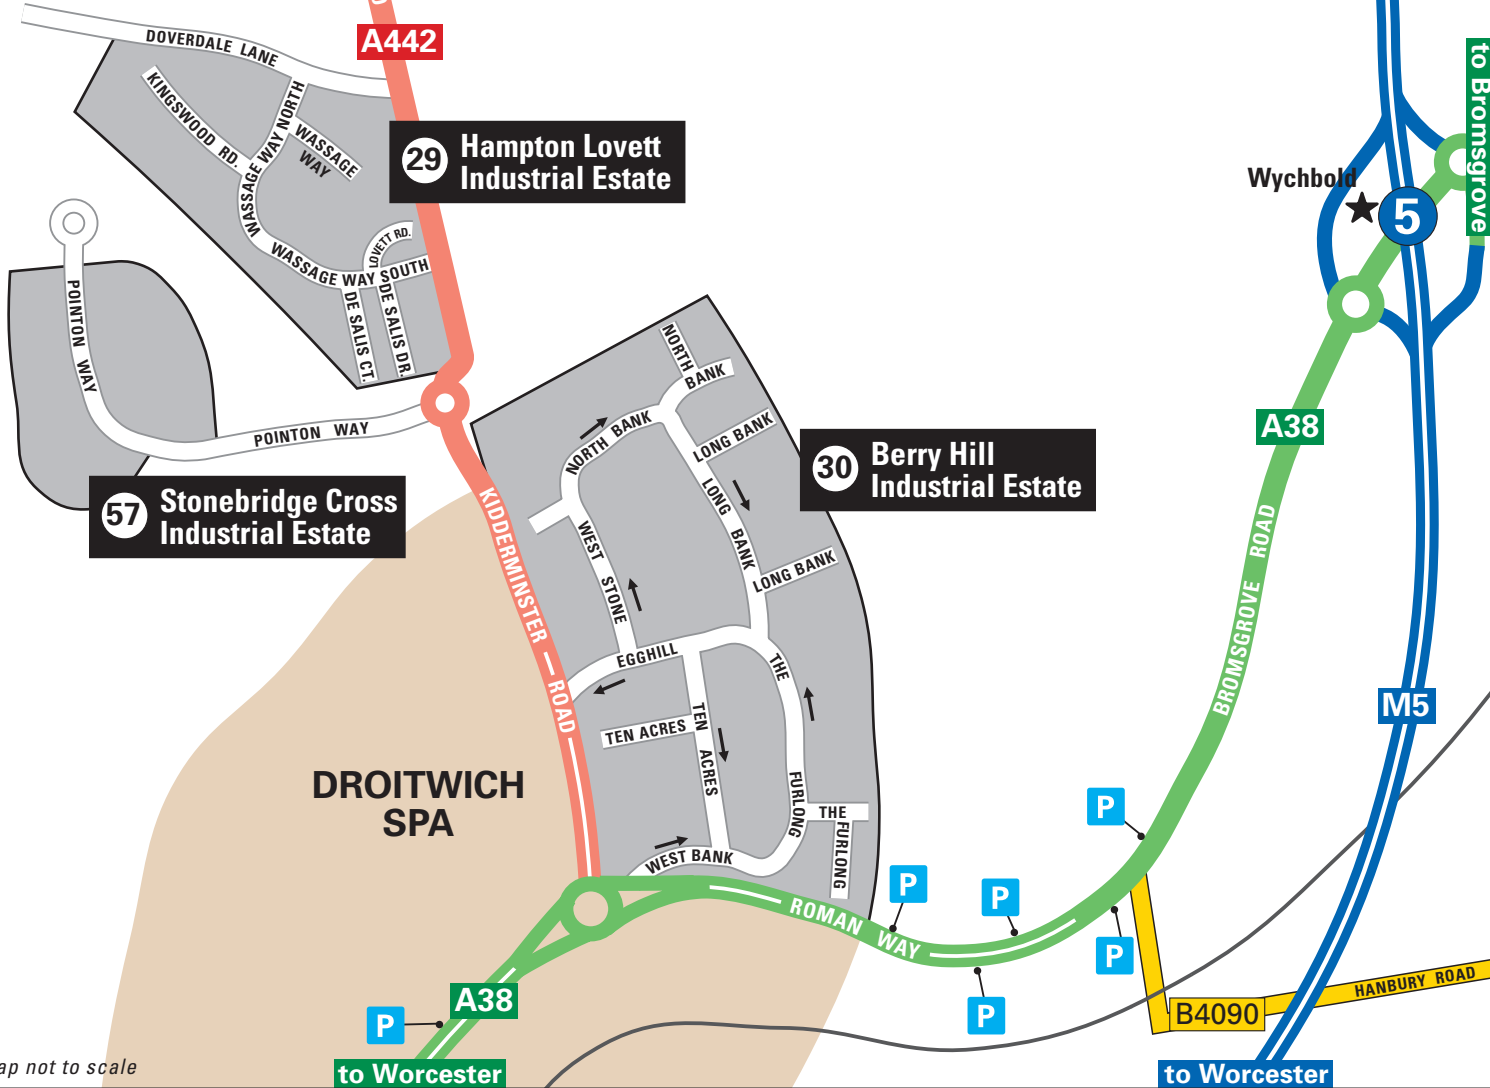 DOVERDALE LANE
A442
to Bromsgrove
KINGSWOOD RD.
WASSAGE WAY NORTH
WASSAGE
WAY
29
Hampton Lovett
Industrial Estate
Wychbold
5
LOVETT RD.
WASSAGE WAY SOUTH
DE SALIS CT.
DE SALIS DR.
POINTON WAY
POINTON WAY
NORTH
BANK
NORTH BANK
LONG BANK
A38
30
Berry Hill
Industrial Estate
57
Stonebridge Cross
Industrial Estate
KIDDERMINSTER ROAD
WEST STONE
LONG BANK
LONG BANK
BROMSGROVE ROAD
EGGHILL
THE FURLONG
M5
TEN ACRES
TEN ACRES
DROITWICH
SPA
P
THE
FURLONG
WEST BANK
P
P
ROMAN WAY
P
P
P
A38
B4090
HANBURY ROAD
ap not to scale
to Worcester
to Worcester